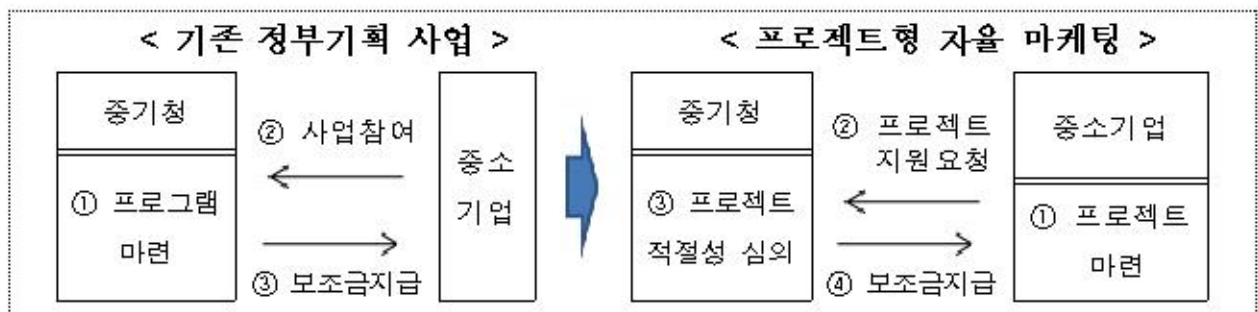 < 기존 정부기획 사업 >
중기청
① 프로그램
마련
② 사업참여
③ 보조금지급
중소
기업
< 프로젝트형 자율 마케팅 >
중기청
③ 프로젝트
적절성 심의
② 프로젝트
지원요청
④ 보조금지급
중소기업
① 프로젝트
마련